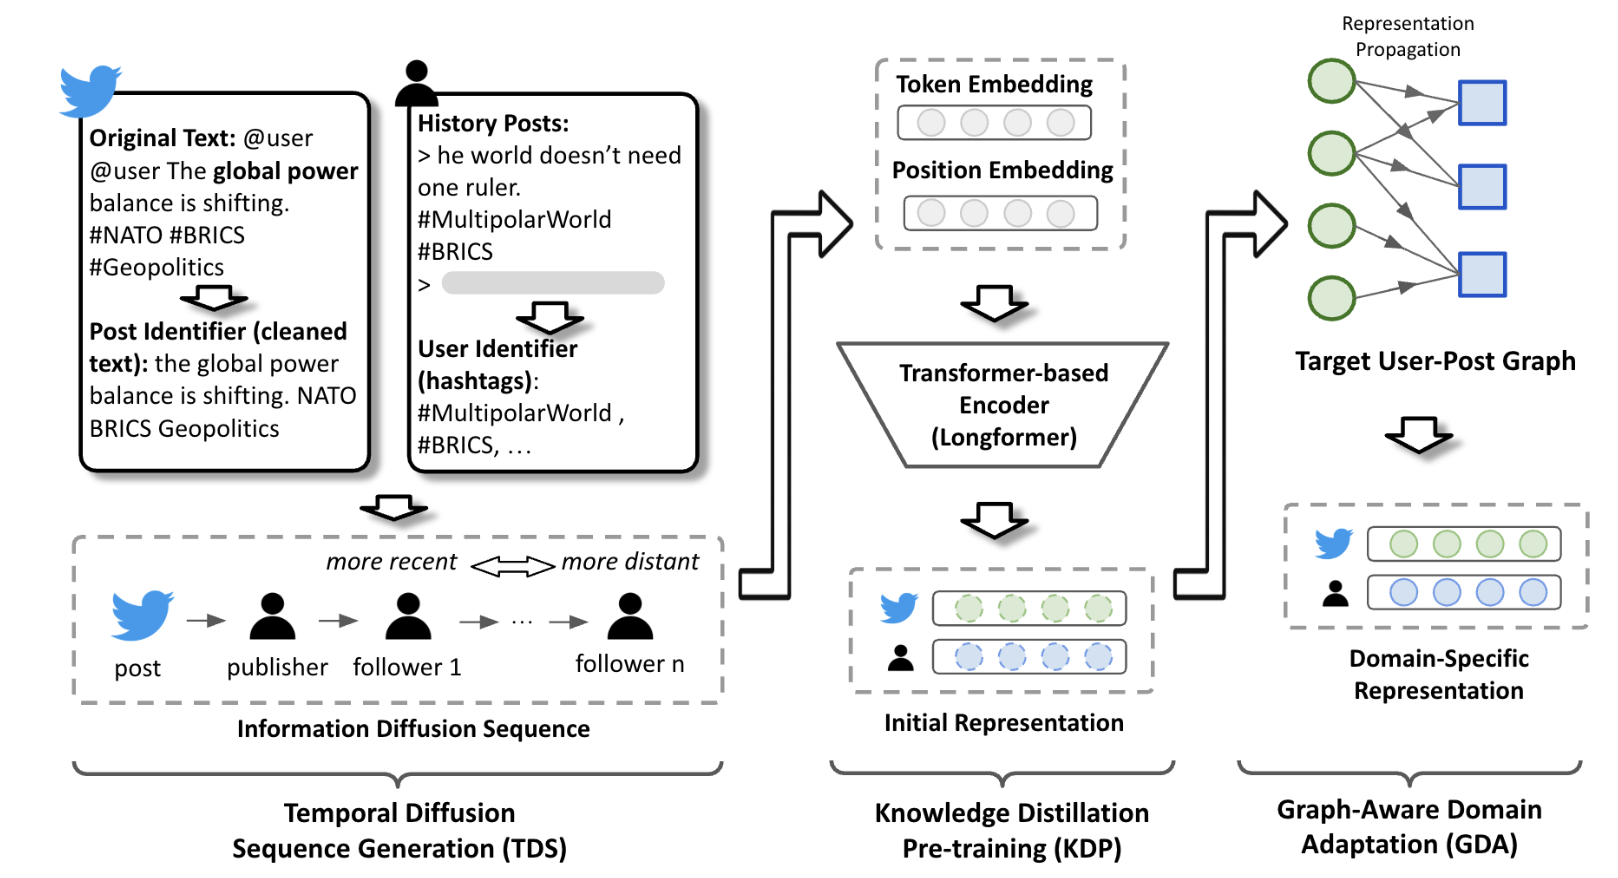 Original Text: @user
@user The global power
balance is shifting.
#NATO #BRICS
#Geopolitics
Post Identifier (cleaned
text): the global power
balance is shifting. NATO
BRICS Geopolitics
History Posts:
> he world doesn’t need
one ruler.
#MultipolarWorld
#BRICS
>
User Identifier
(hashtags):
#MultipolarWorld ,
#BRICS, ...
more recent
more distant
post
publisher
follower 1
...
follower n
Information Diffusion Sequence
Temporal Diffusion
Sequence Generation (TDS)
Token Embedding
Position Embedding
Transformer-based
Encoder
(Longformer)
Initial Representation
Knowledge Distillation
Pre-training (KDP)
Representation
Propagation
Target User-Post Graph
Domain-Specific
Representation
Graph-Aware Domain
Adaptation (GDA)